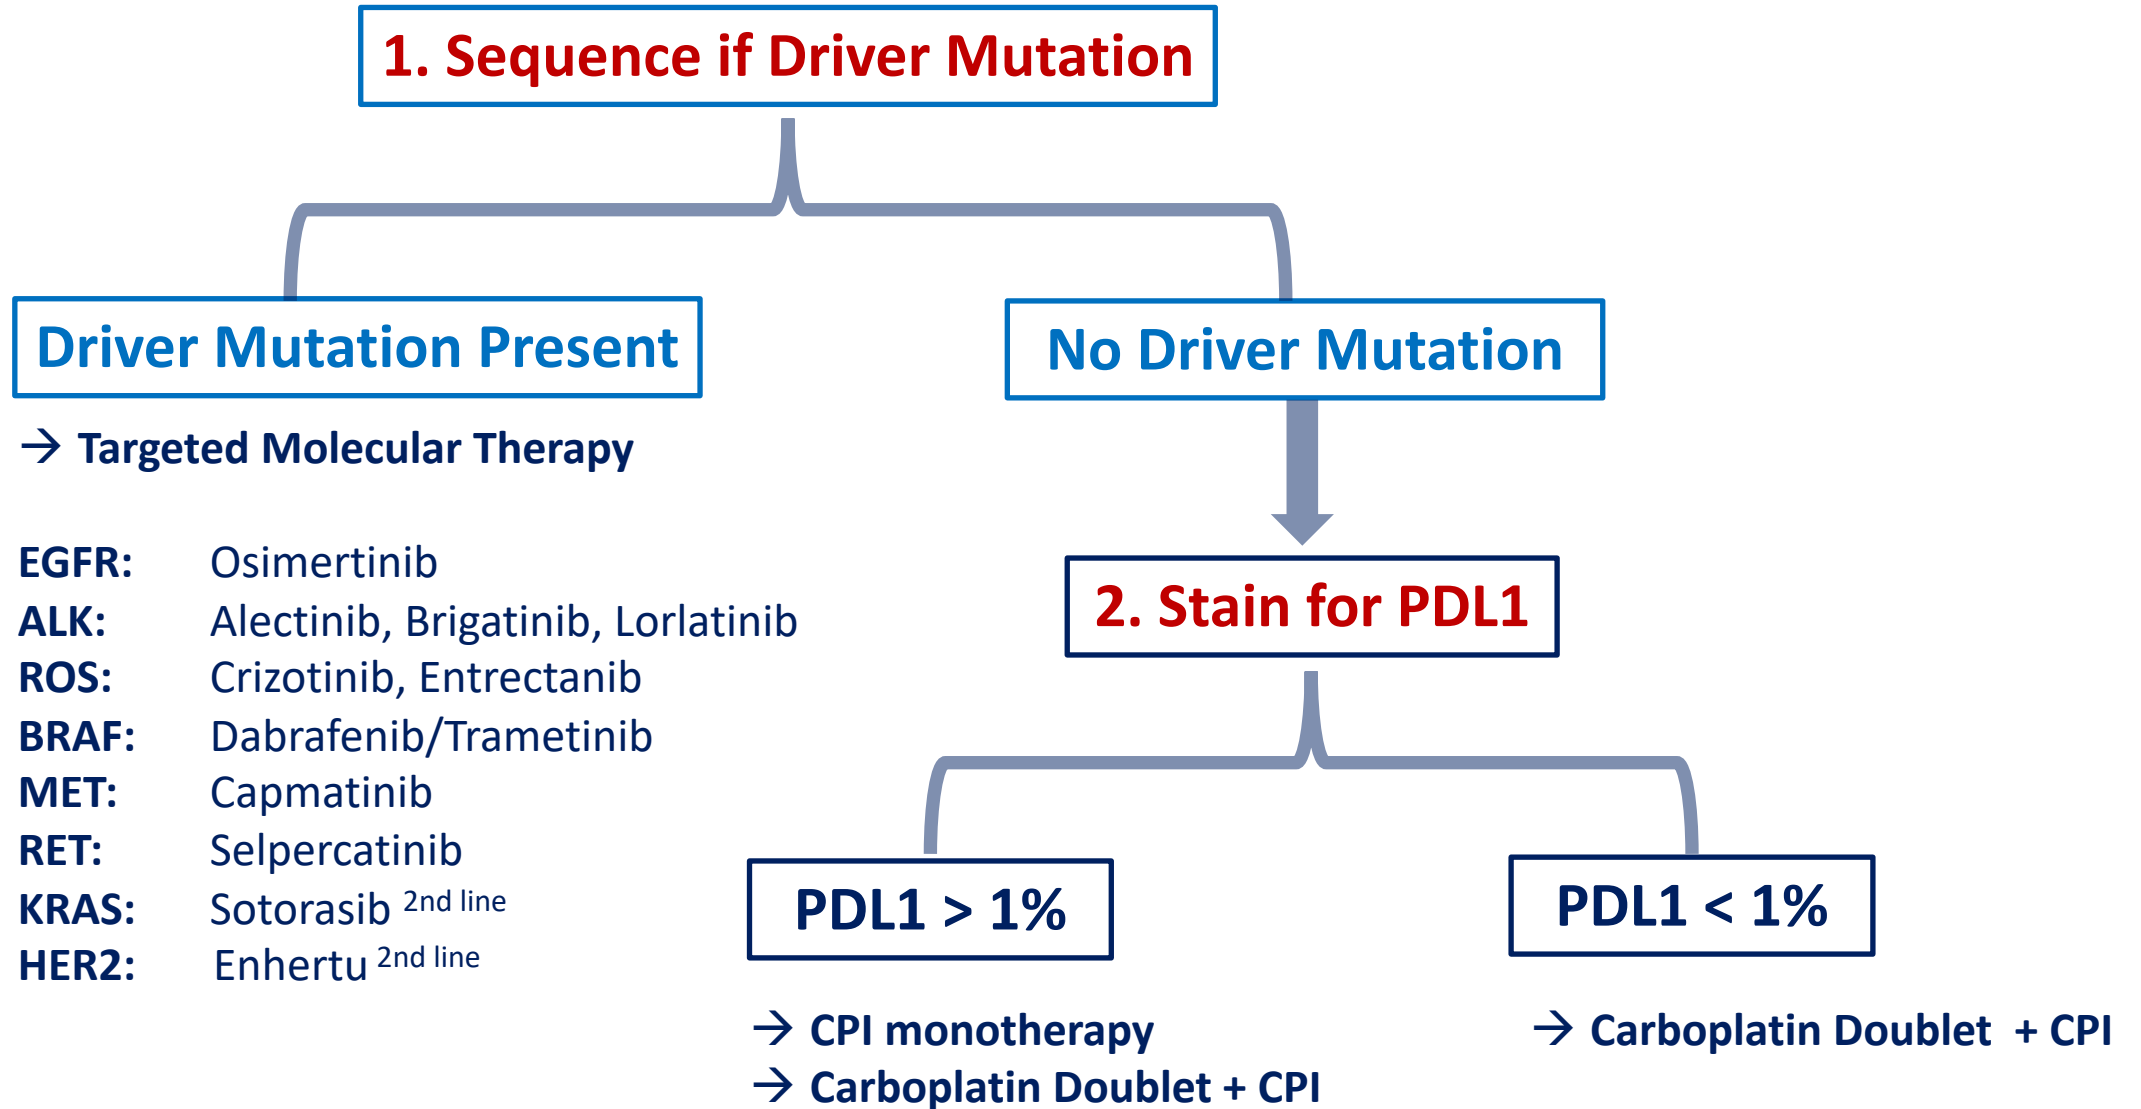 1. Sequence if Driver Mutation
Driver Mutation Present
No Driver Mutation
→ Targeted Molecular Therapy
EGFR: Osimertinib
ALK: Alectinib, Brigatinib, Lorlatinib
ROS: Crizotinib, Entrectanib
BRAF: Dabrafenib/Trametinib
MET: Capmatinib
RET: Selpercatinib
KRAS: Sotorasib 2nd line
HER2: Enhertu 2nd line
2. Stain for PDL1
PDL1 > 1%
PDL1 < 1%
→ CPI monotherapy
→ Carboplatin Doublet + CPI
→ Carboplatin Doublet + CPI